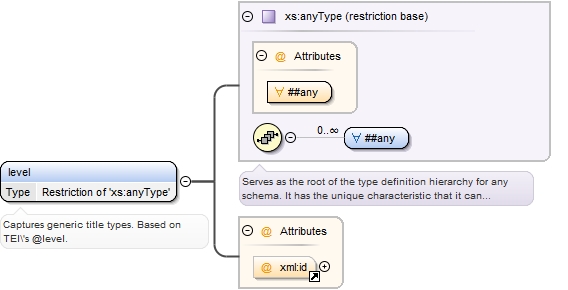 xs:anyType (restriction base)
@ Attributes
∀ ##any
0..∞
∀ ##any
level
Type Restriction of 'xs:anyType'
Captures generic title types. Based on
TEI\'s @level.
Serves as the root of the type definition hierarchy for any
schema. It has the unique characteristic that it can...
@ Attributes
@ xml:id